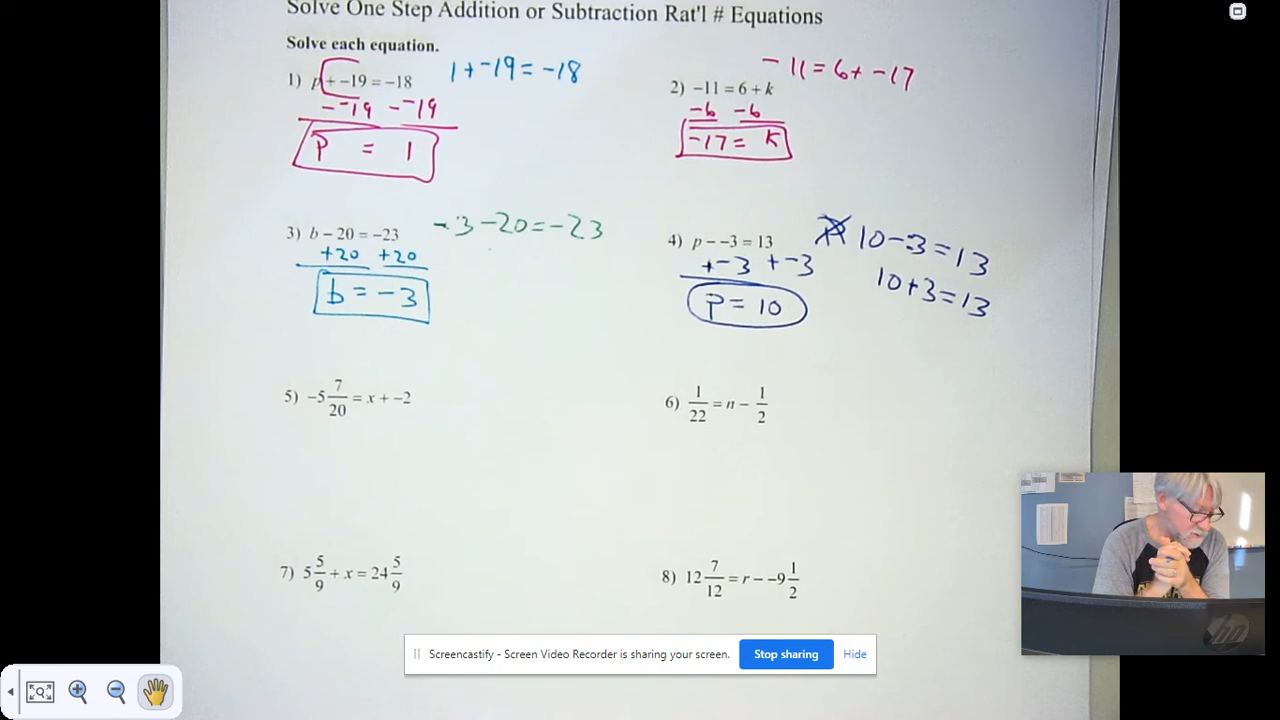 Solve One Step Addition or Subtraction Rat'l # Equations
Solve each equation.
1) p + −19 = −18
1 + -19 = -18
- -19 - -19
P = 1
2) −11 = 6 + k
-11 = 6 + -17
-6 -6
-17 = K
3) b − 20 = −23
-3 - 20 = -23
+20 +20
b = -3
4) p − −3 = 13
10 - -3 = 13
+ -3 + -3
10 + 3 = 13
P = 10
5) −5 7/20 = x + −2
6) 1/22 = n − 1/2
7) 5 5/9 + x = 24 5/9
8) 12 7/12 = r − −9 1/2
Screencastify - Screen Video Recorder is sharing your screen.
Stop sharing
Hide
hp